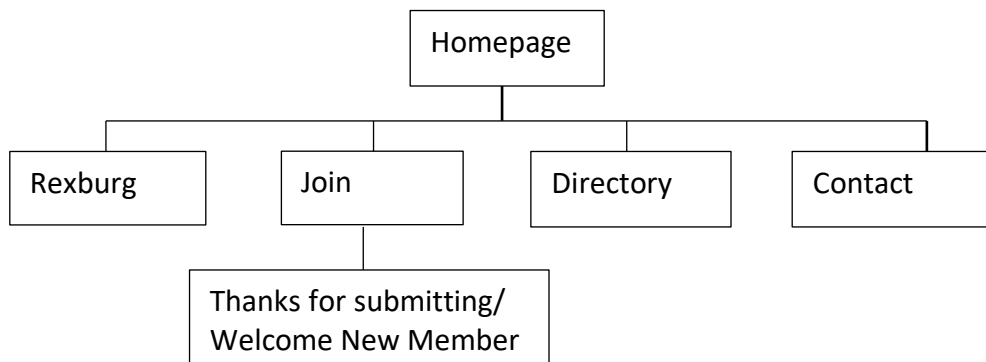 Homepage
Rexburg
Join
Directory
Contact
Thanks for submitting/
Welcome New Member